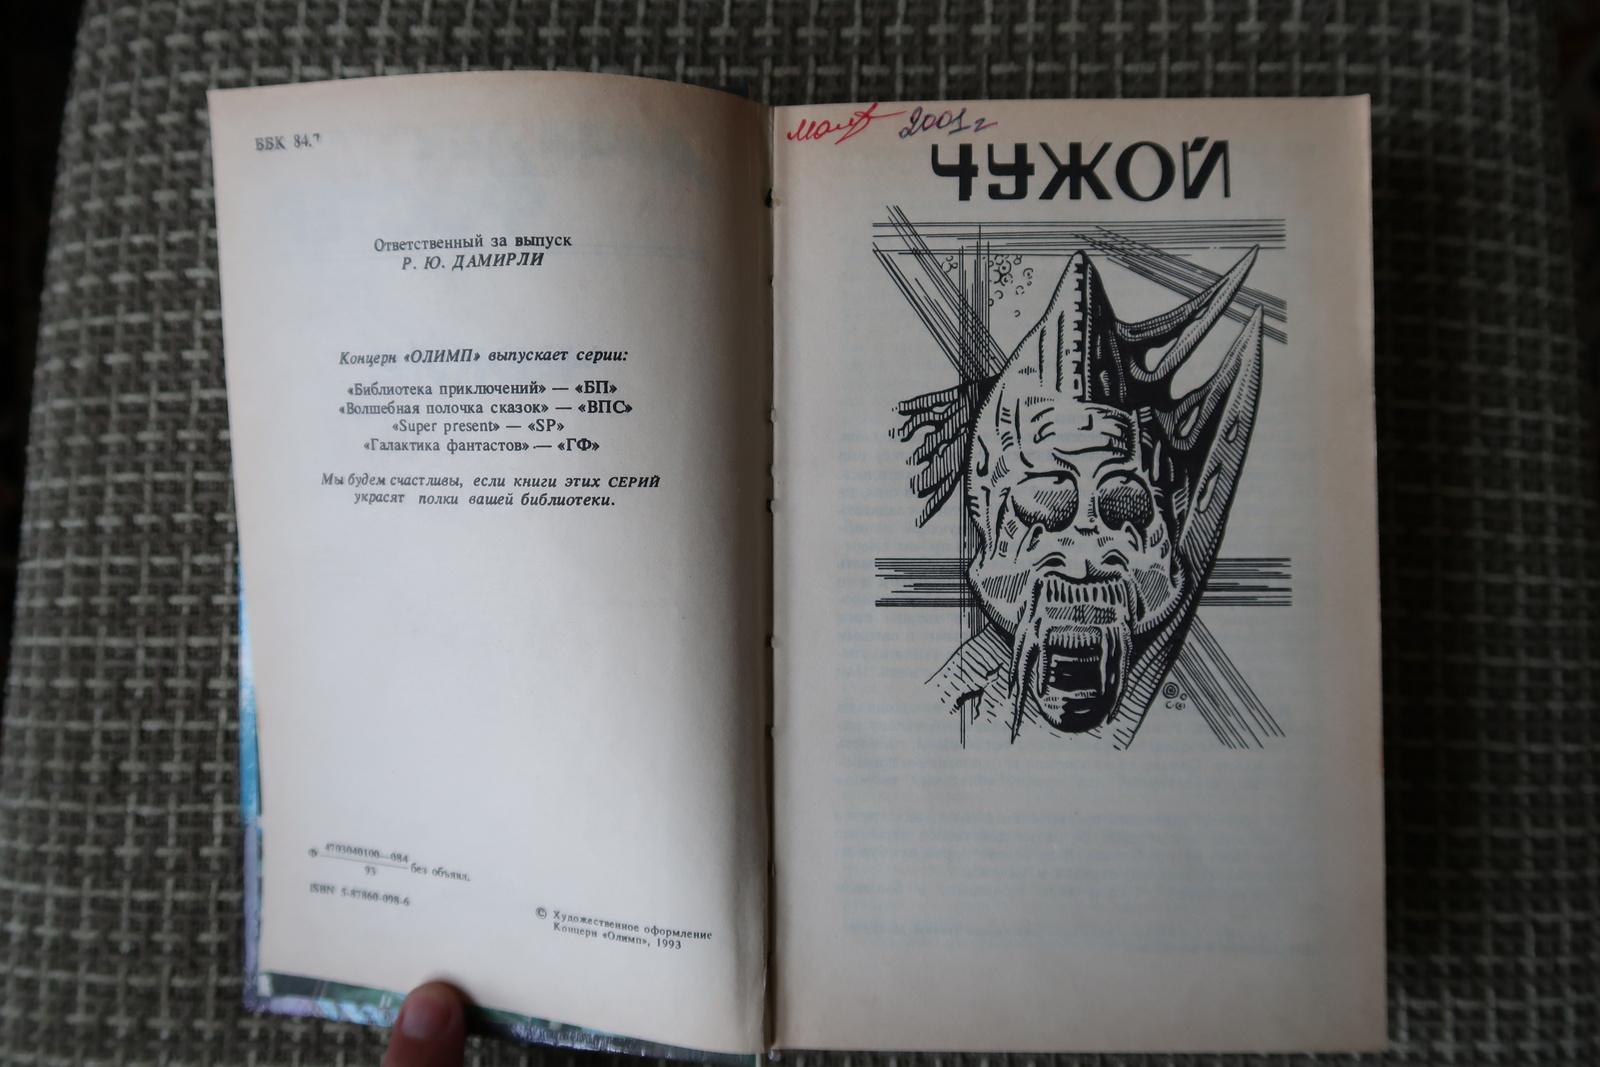 ББК 84.7
Ответственный за выпуск
Р. Ю. ДАМИРЛИ
Концерн «ОЛИМП» выпускает серии:
«Библиотека приключений» — «БП»
«Волшебная полочка сказок» — «ВПС»
«Super present» — «SP»
«Галактика фантастов» — «ГФ»
Мы будем счастливы, если книги этих СЕРИЙ
украсят полки вашей библиотеки.
4703040100—084
93
без объявл.
ISBN 5-87860-098-6
© Художественное оформление
Концерн «Олимп», 1993
2001г
ЧУЖОЙ